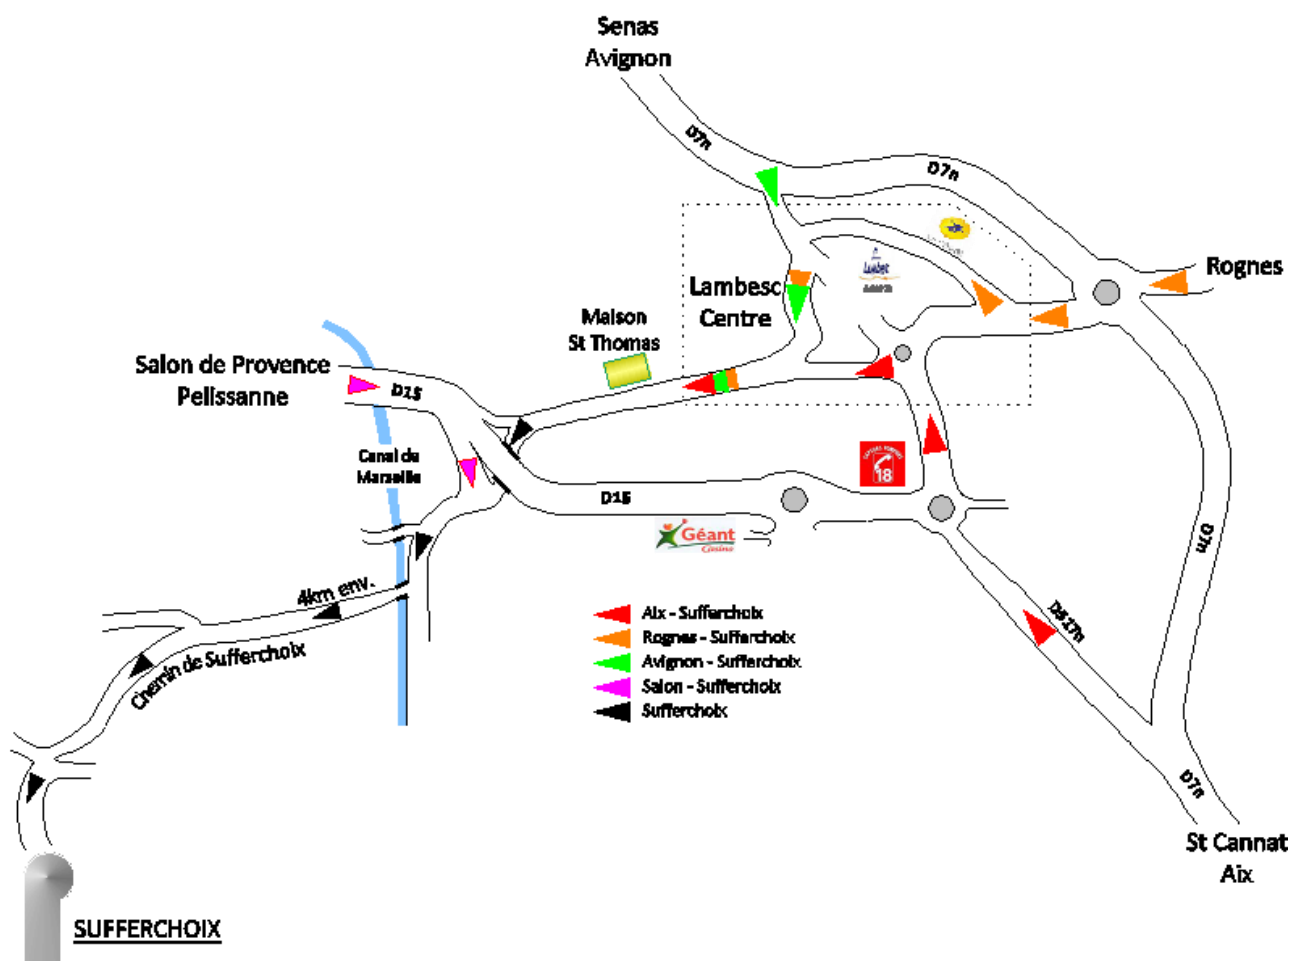 Senas
Avignon
D7n
D7n
Rognes
Lambesc
Centre
Maison
St Thomas
Salon de Provence
Pelissanne
D15
Canal de
Marseille
18
D15
Géant
Casino
D7n
4km env.
Chemin de Sufferchoix
Aix - Sufferchoix
Rognes - Sufferchoix
Avignon - Sufferchoix
Salon - Sufferchoix
Sufferchoix
D7n
St Cannat
Aix
SUFFERCHOIX